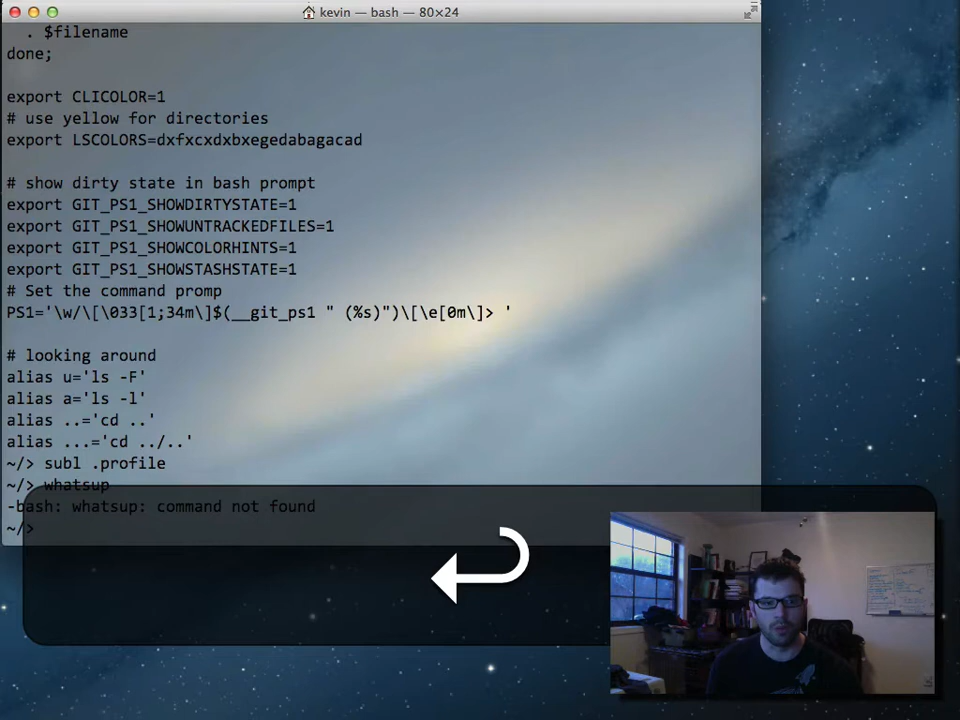 kevin — bash — 80×24
. $filename
done;
export CLICOLOR=1
# use yellow for directories
export LSCOLORS=dxfxcxdxbxegedabagacad
# show dirty state in bash prompt
export GIT_PS1_SHOWDIRTYSTATE=1
export GIT_PS1_SHOWUNTRACKEDFILES=1
export GIT_PS1_SHOWCOLORHINTS=1
export GIT_PS1_SHOWSTASHSTATE=1
# Set the command promp
PS1='\w/\[\033[1;34m\]$(__git_ps1 " (%s)")\[\e[0m\]> '
# looking around
alias u='ls -F'
alias a='ls -l'
alias ..='cd ..'
alias ...='cd ../..'
~/> subl .profile
~/> whatsup
-bash: whatsup: command not found
~/>